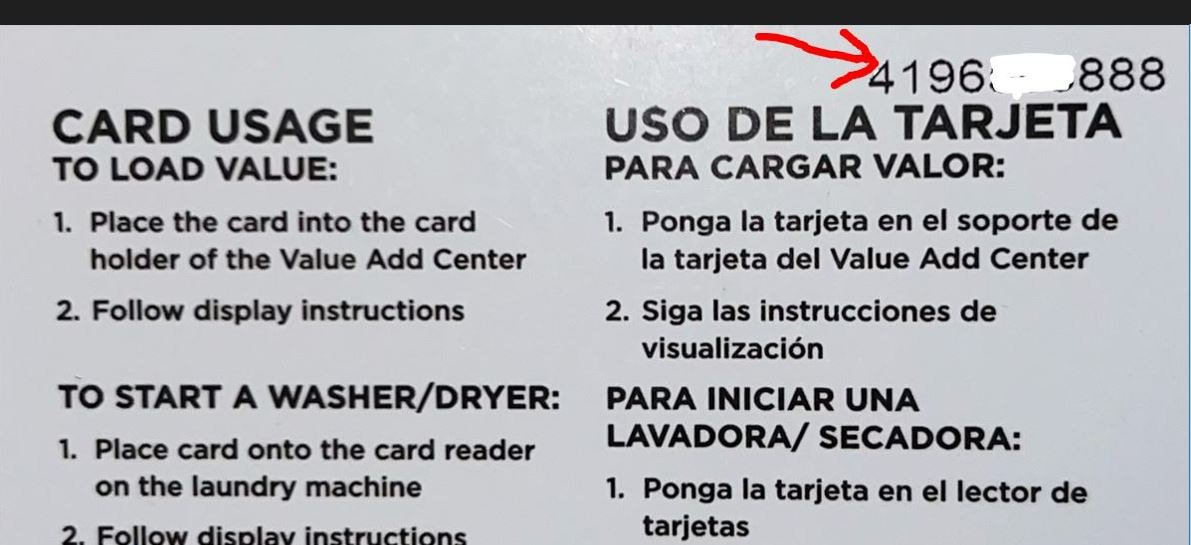 4196 888
CARD USAGE
TO LOAD VALUE:
1. Place the card into the card
holder of the Value Add Center
2. Follow display instructions
TO START A WASHER/DRYER:
1. Place card onto the card reader
on the laundry machine
2. Follow display instructions
USO DE LA TARJETA
PARA CARGAR VALOR:
1. Ponga la tarjeta en el soporte de
la tarjeta del Value Add Center
2. Siga las instrucciones de
visualización
PARA INICIAR UNA
LAVADORA/ SECADORA:
1. Ponga la tarjeta en el lector de
tarjetas